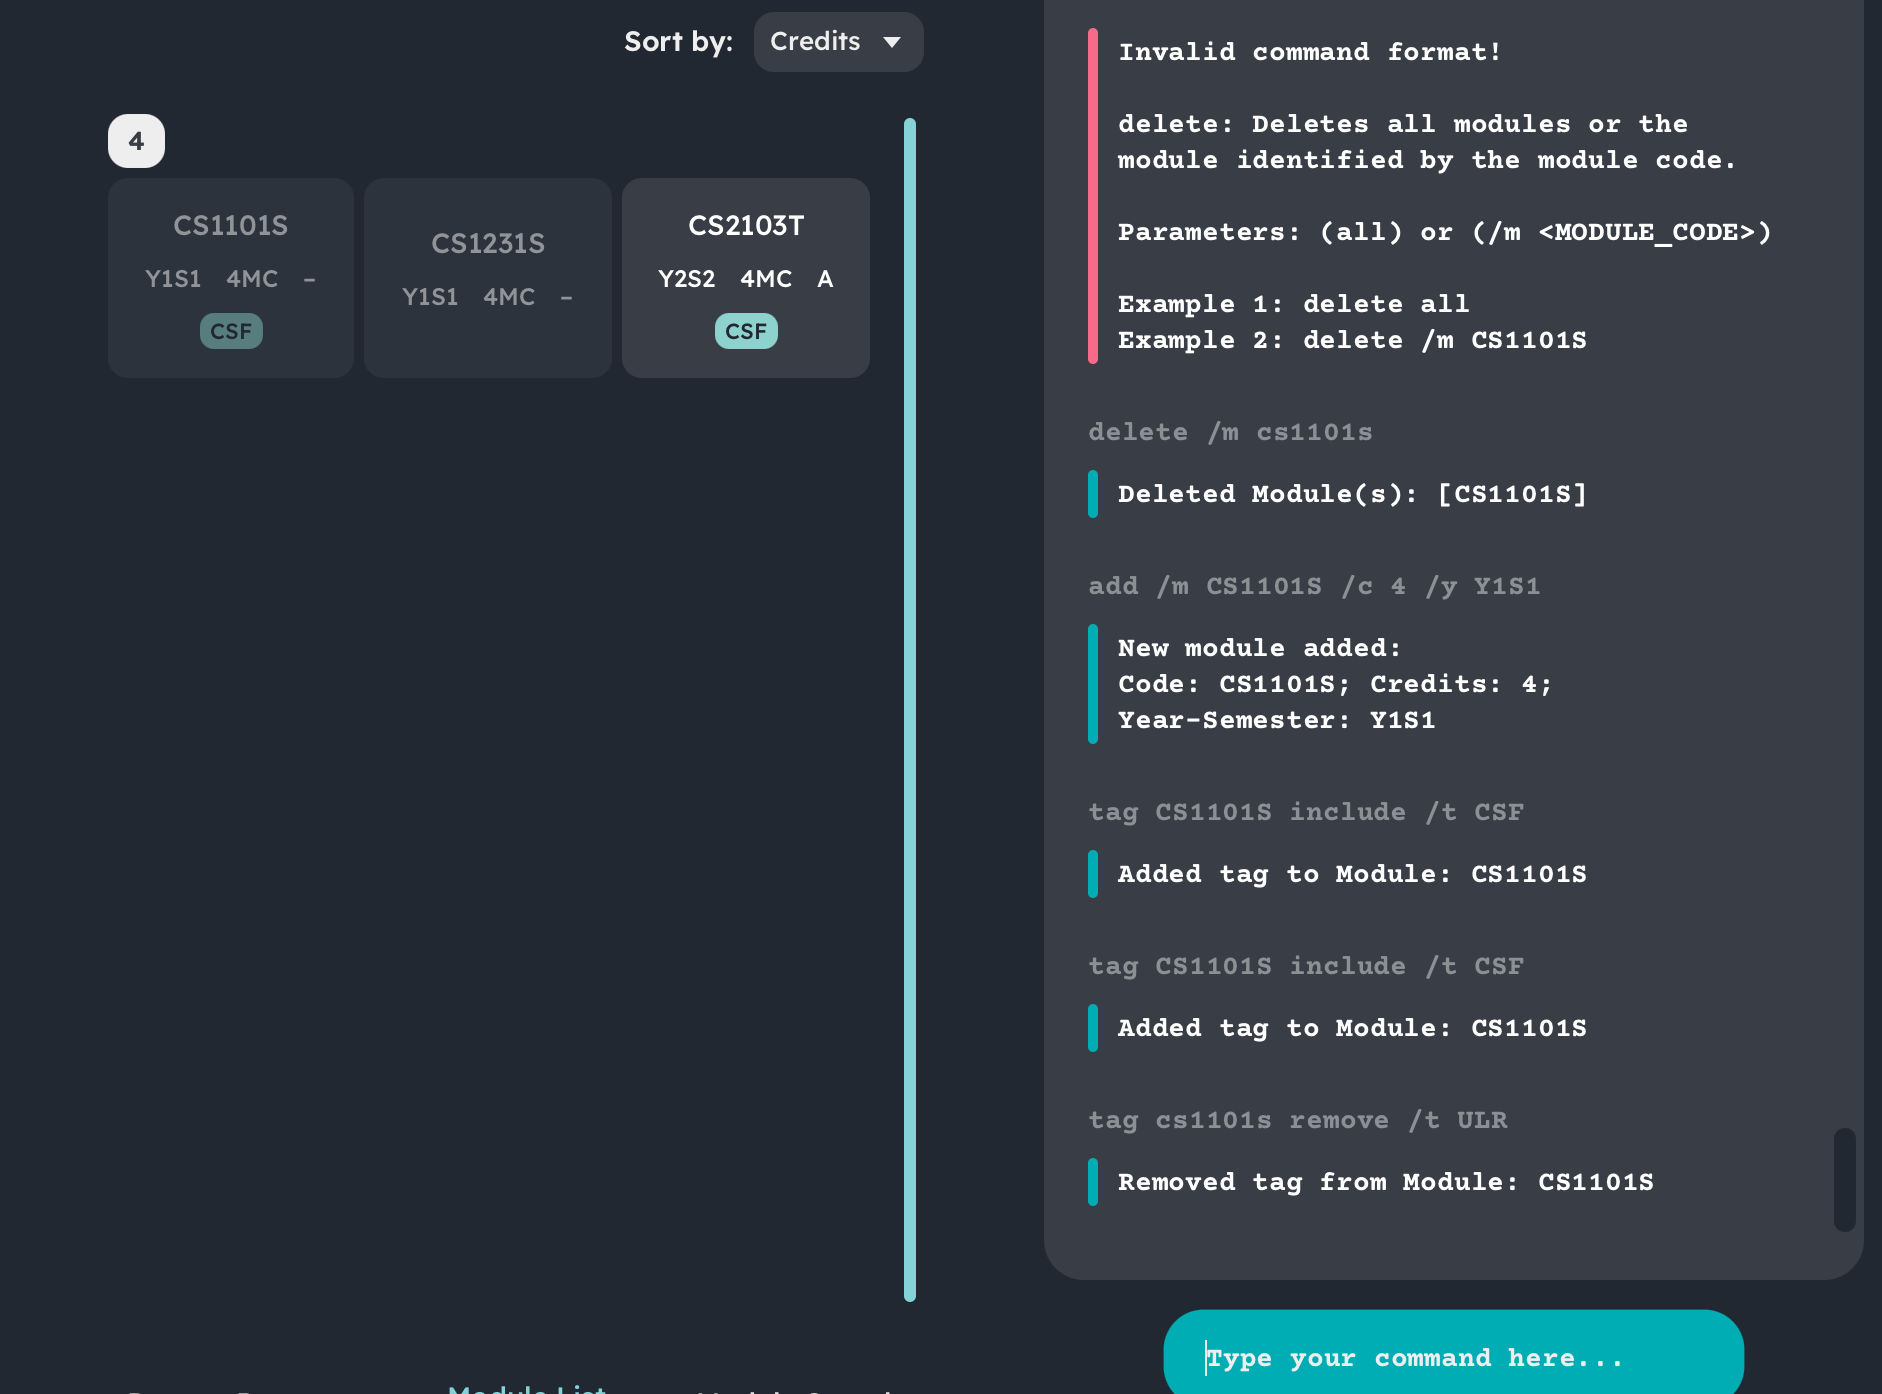 Sort by: Credits
4
CS1101S
Y1S1 4MC –
CSF
CS1231S
Y1S1 4MC –
CS2103T
Y2S2 4MC A
CSF
Invalid command format!
delete: Deletes all modules or the
module identified by the module code.
Parameters: (all) or (/m <MODULE_CODE>)
Example 1: delete all
Example 2: delete /m CS1101S
delete /m cs1101s
Deleted Module(s): [CS1101S]
add /m CS1101S /c 4 /y Y1S1
New module added:
Code: CS1101S; Credits: 4;
Year-Semester: Y1S1
tag CS1101S include /t CSF
Added tag to Module: CS1101S
tag CS1101S include /t CSF
Added tag to Module: CS1101S
tag cs1101s remove /t ULR
Removed tag from Module: CS1101S
Type your command here...
Module List